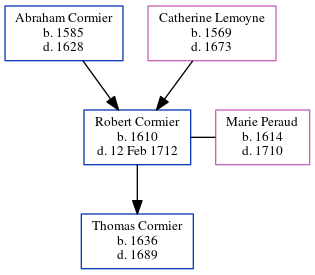 Abraham Cormier
b. 1585
d. 1628
Catherine Lemoyne
b. 1569
d. 1673
Robert Cormier
b. 1610
d. 12 Feb 1712
Marie Peraud
b. 1614
d. 1710
Thomas Cormier
b. 1636
d. 1689